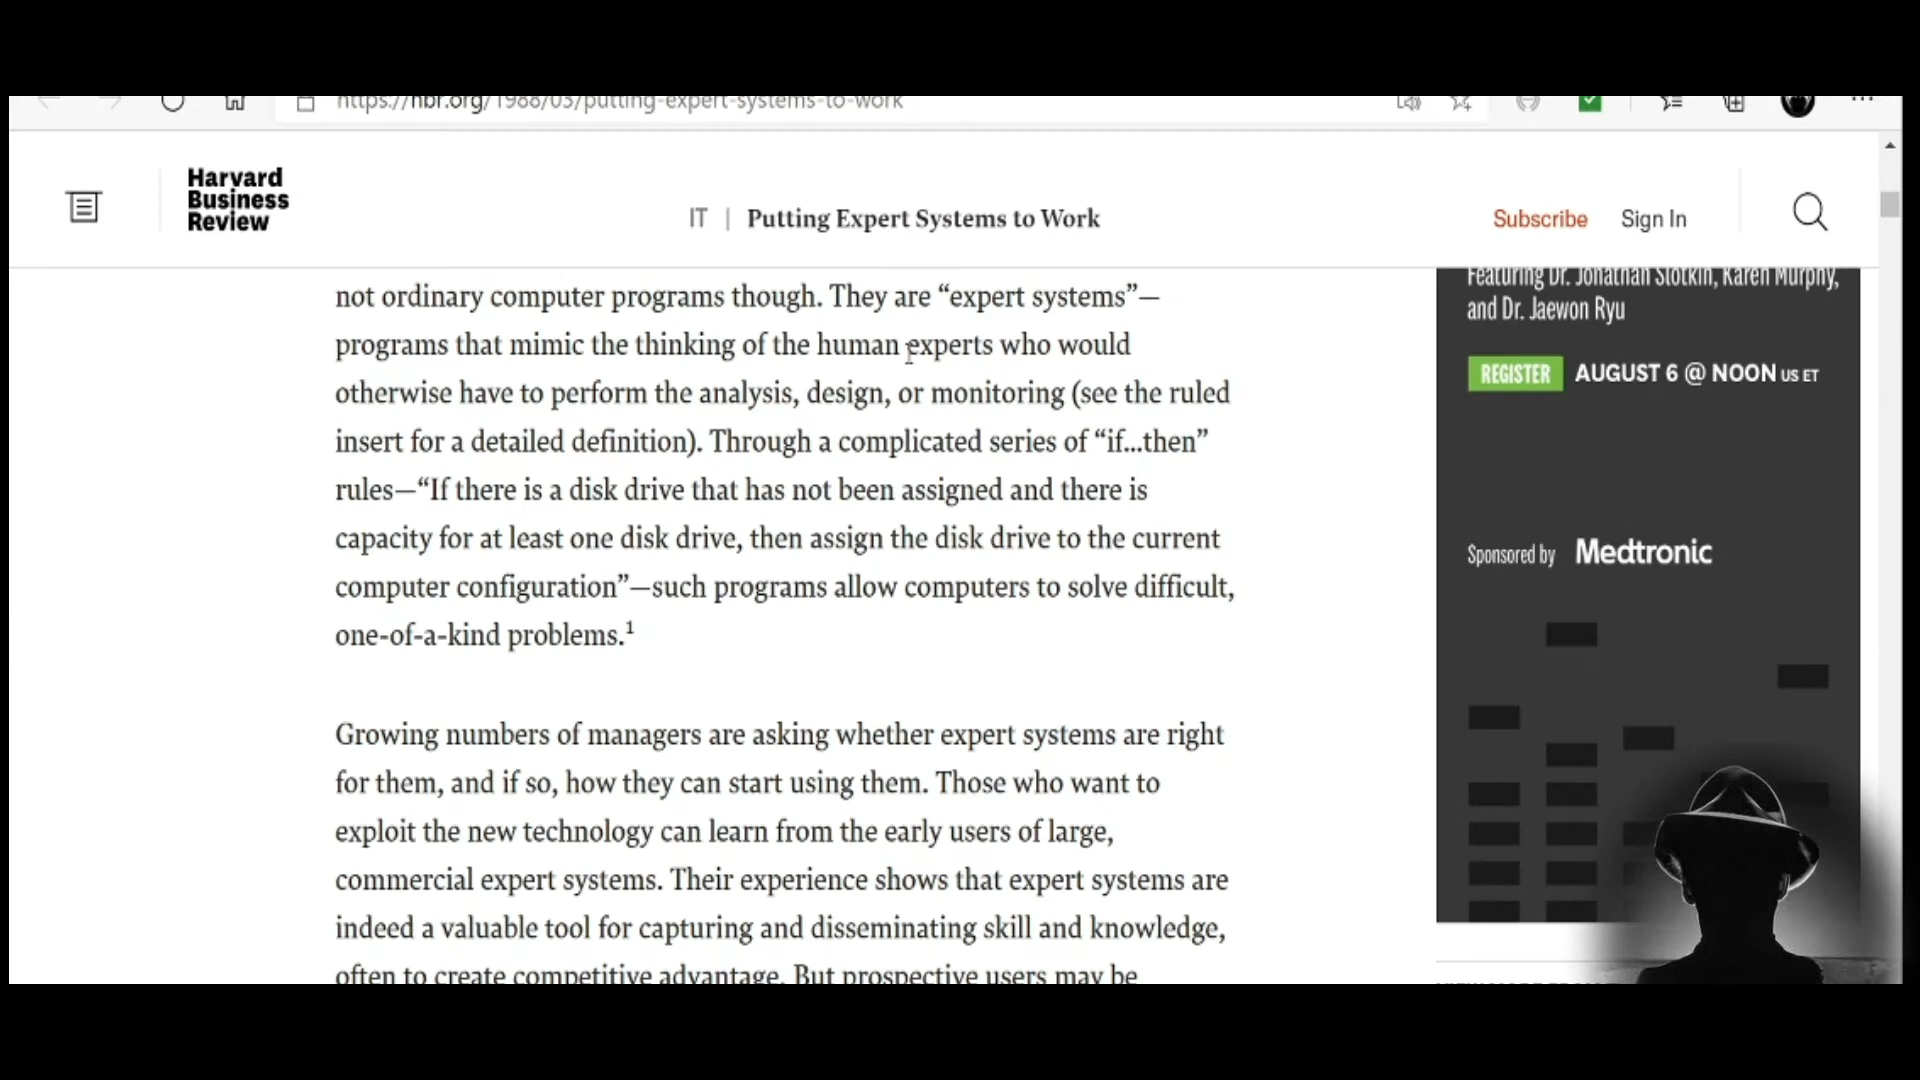 https://hbr.org/1988/03/putting-expert-systems-to-work
Harvard
Business
Review
IT | Putting Expert Systems to Work
Subscribe Sign In
not ordinary computer programs though. They are “expert systems”—
programs that mimic the thinking of the human experts who would
otherwise have to perform the analysis, design, or monitoring (see the ruled
insert for a detailed definition). Through a complicated series of “if...then”
rules—“If there is a disk drive that has not been assigned and there is
capacity for at least one disk drive, then assign the disk drive to the current
computer configuration”—such programs allow computers to solve difficult,
one-of-a-kind problems.1
Growing numbers of managers are asking whether expert systems are right
for them, and if so, how they can start using them. Those who want to
exploit the new technology can learn from the early users of large,
commercial expert systems. Their experience shows that expert systems are
indeed a valuable tool for capturing and disseminating skill and knowledge,
often to create competitive advantage. But prospective users may be
Featuring Dr. Jonathan Slotkin, Karen Murphy,
and Dr. Jaewon Ryu
REGISTER AUGUST 6 @ NOON US ET
Sponsored by Medtronic